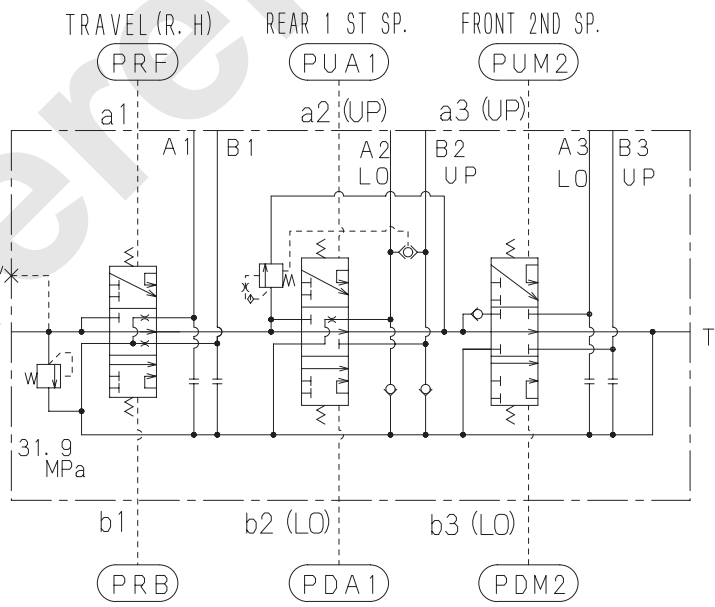 TRAVEL (R. H)
REAR 1 ST SP.
FRONT 2ND SP.
PRF
PUA1
PUM2
a1
a2 (UP)
a3 (UP)
A1
B1
A2
LO
B2
UP
A3
LO
B3
UP
T
31. 9
MPa
b1
b2 (LO)
b3 (LO)
PRB
PDA1
PDM2